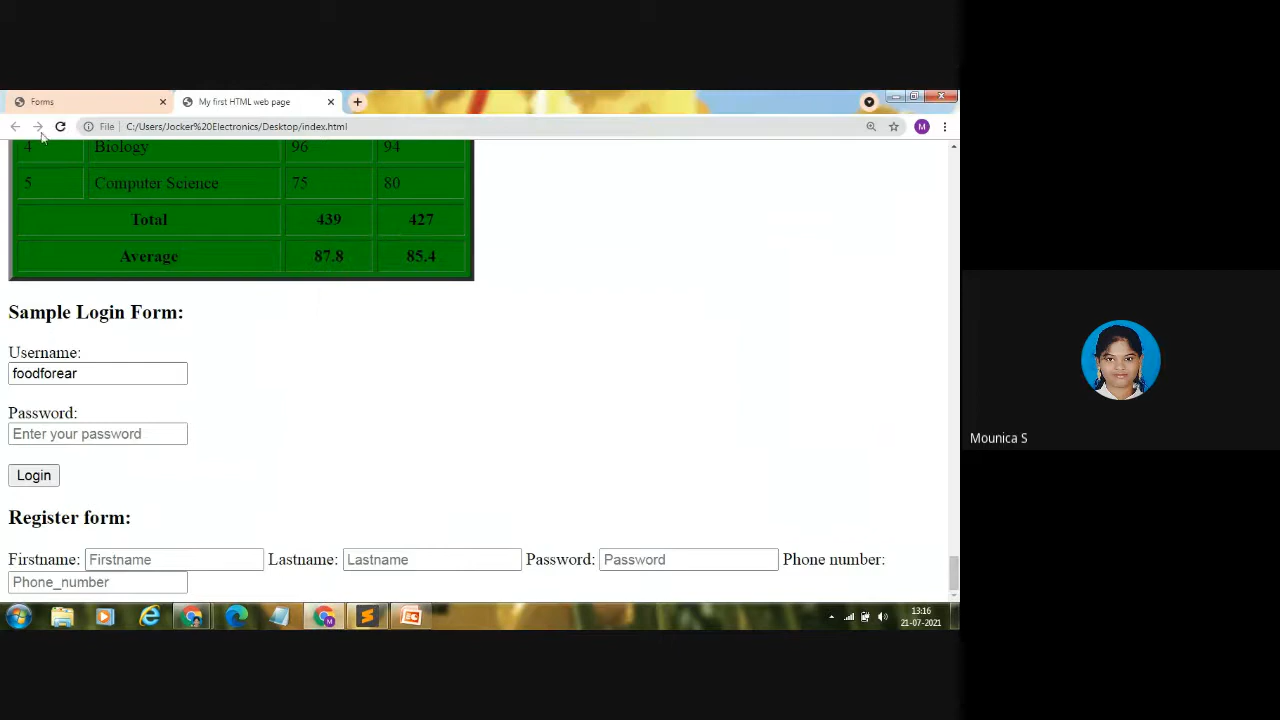 Forms
My first HTML web page
File C:/Users/Jocker%20Electronics/Desktop/index.html
M
4 Biology 96 94
5 Computer Science 75 80
Total 439 427
Average 87.8 85.4
Sample Login Form:
Username:
foodforear
Password:
Enter your password
Login
Register form:
Firstname: Firstname Lastname: Lastname Password: Password Phone number:
Phone_number
13:16
21-07-2021
Mounica S